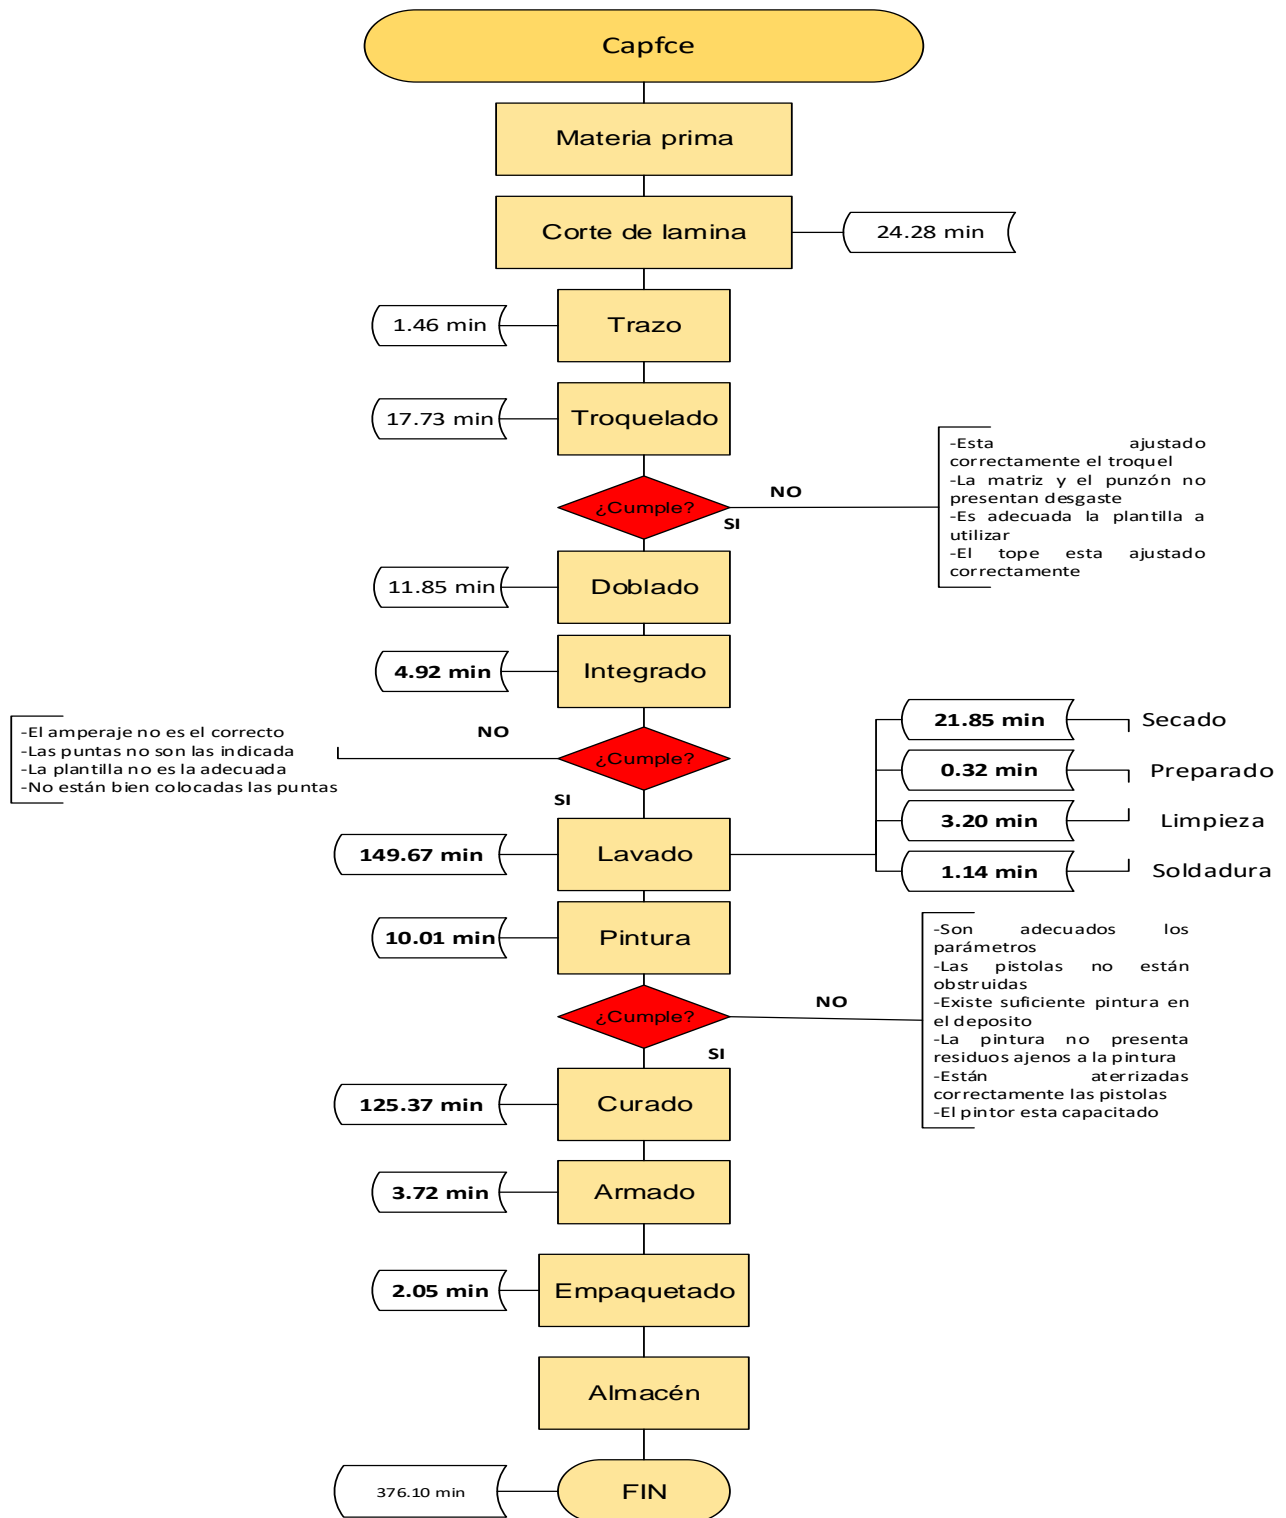 Capfce
Materia prima
Corte de lamina
24.28 min
1.46 min
Trazo
17.73 min
Troquelado
¿Cumple?
NO
SI
-Esta ajustado
correctamente el troquel
-La matriz y el punzón no
presentan desgaste
-Es adecuada la plantilla a
utilizar
-El tope esta ajustado
correctamente
11.85 min
Doblado
4.92 min
Integrado
-El amperaje no es el correcto
-Las puntas no son las indicada
-La plantilla no es la adecuada
-No están bien colocadas las puntas
NO
¿Cumple?
SI
21.85 min
Secado
0.32 min
Preparado
3.20 min
Limpieza
1.14 min
Soldadura
149.67 min
Lavado
10.01 min
Pintura
¿Cumple?
NO
SI
-Son adecuados los
parámetros
-Las pistolas no están
obstruidas
-Existe suficiente pintura en
el deposito
-La pintura no presenta
residuos ajenos a la pintura
-Están aterrizadas
correctamente las pistolas
-El pintor esta capacitado
125.37 min
Curado
3.72 min
Armado
2.05 min
Empaquetado
Almacén
376.10 min
FIN